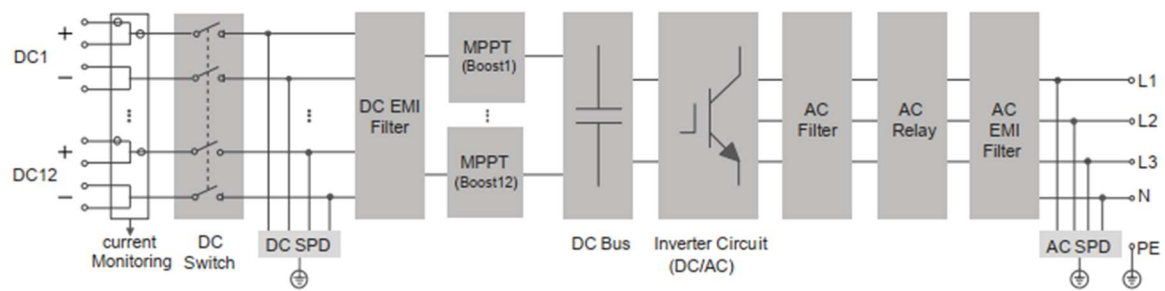 +
DC1
−
+
DC12
−
current
Monitoring
DC
Switch
DC SPD
DC EMI
Filter
MPPT
(Boost1)
MPPT
(Boost12)
DC Bus
Inverter Circuit
(DC/AC)
AC
Filter
AC
Relay
AC
EMI
Filter
L1
L2
L3
N
AC SPD
PE